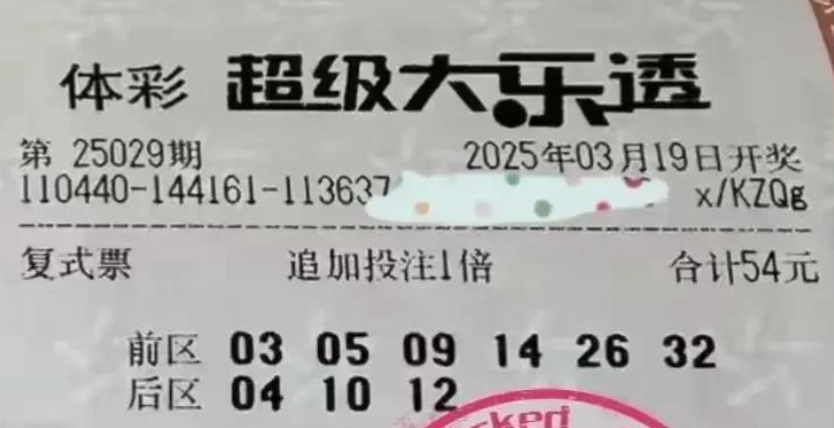 体彩 超级大乐透
第 25029期 2025年03月19日开奖
110440-144161-113637 x/KZQg
复式票 追加投注1倍 合计54元
前区 03 05 09 14 26 32
后区 04 10 12